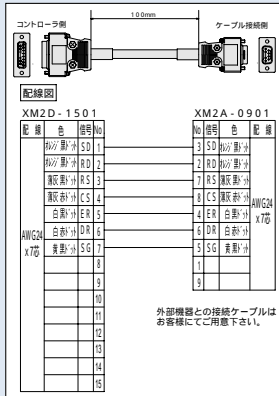 100mm
コントローラ側
ケーブル接続側
配線図
XM2D-1501
配線 色 信号 No
オレンジ 黒ドット SD 1
オレンジ 黒ドット RD 2
薄灰 黒ドット RS 3
薄灰 赤ドット CS 4
白 黒ドット ER 5
白 赤ドット DR 6
黄 黒ドット SG 7
8
9
10
11
12
13
14
15
AWG24
x7芯
XM2A-0901
No 信号 色 配線
3 SD オレンジ 黒ドット
2 RD オレンジ 黒ドット
7 RS 薄灰 黒ドット
8 CS 薄灰 赤ドット
4 ER 白 黒ドット
6 DR 白 赤ドット
5 SG 黄 黒ドット
1
9
AWG24
x7芯
外部機器との接続ケーブルは
お客様にてご用意下さい。